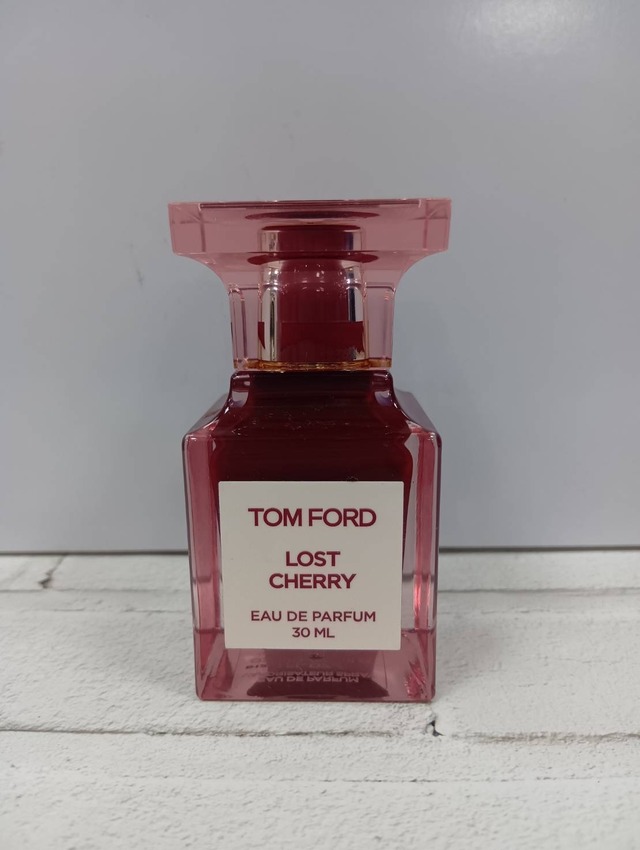 TOM FORD
LOST
CHERRY
EAU DE PARFUM
30 ML